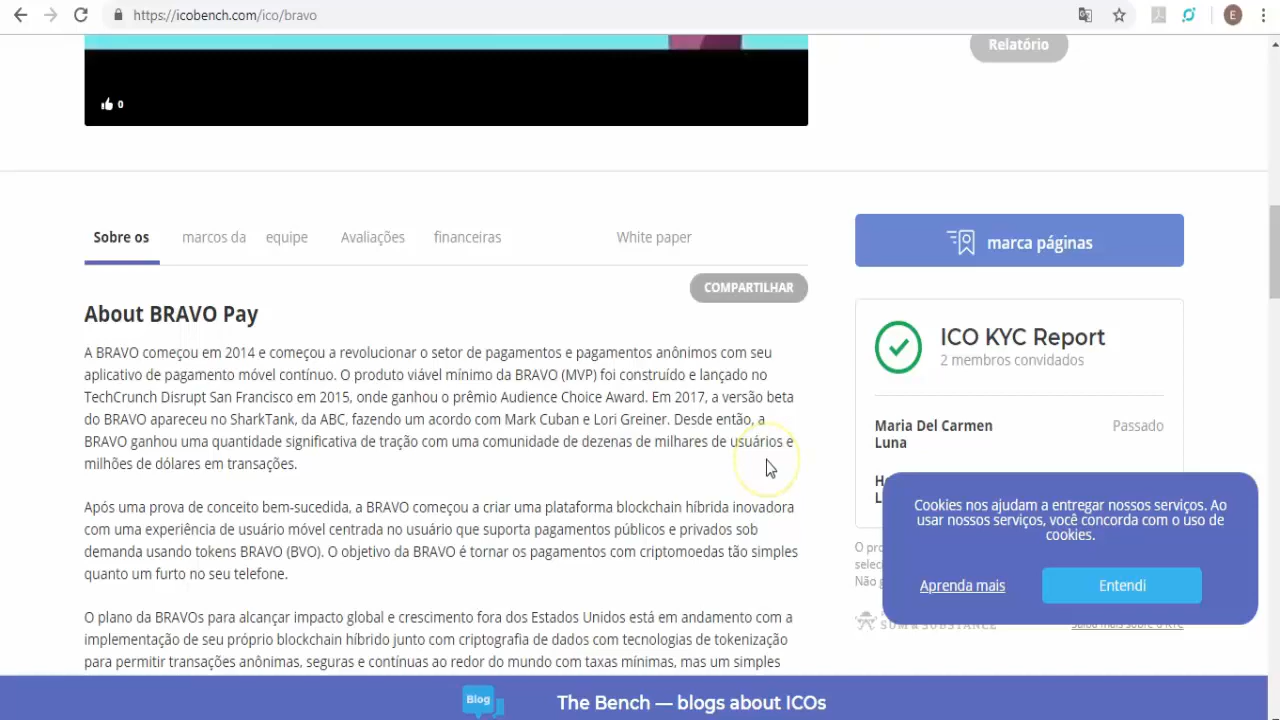 https://icobench.com/ico/bravo
E
Relatório
0
Sobre os
marcos da
equipe
Avaliações
financeiras
White paper
marca páginas
COMPARTILHAR
About BRAVO Pay
A BRAVO começou em 2014 e começou a revolucionar o setor de pagamentos e pagamentos anônimos com seu
aplicativo de pagamento móvel contínuo. O produto viável mínimo da BRAVO (MVP) foi construído e lançado no
TechCrunch Disrupt San Francisco em 2015, onde ganhou o prêmio Audience Choice Award. Em 2017, a versão beta
do BRAVO apareceu no SharkTank, da ABC, fazendo um acordo com Mark Cuban e Lori Greiner. Desde então, a
BRAVO ganhou uma quantidade significativa de tração com uma comunidade de dezenas de milhares de usuários e
milhões de dólares em transações.
Após uma prova de conceito bem-sucedida, a BRAVO começou a criar uma plataforma blockchain híbrida inovadora
com uma experiência de usuário móvel centrada no usuário que suporta pagamentos públicos e privados sob
demanda usando tokens BRAVO (BVO). O objetivo da BRAVO é tornar os pagamentos com criptomoedas tão simples
quanto um furto no seu telefone.
O plano da BRAVOs para alcançar impacto global e crescimento fora dos Estados Unidos está em andamento com a
implementação de seu proprio blockchain híbrido junto com criptografia de dados com tecnologias de tokenização
para permitir transações anônimas, seguras e contínuas ao redor do mundo com taxas mínimas, mas um simples
ICO KYC Report
2 membros convidados
Maria Del Carmen
Luna
Passado
Cookies nos ajudam a entregar nossos serviços. Ao
usar nossos serviços, você concorda com o uso de
cookies.
Aprenda mais
Entendi
SUM&SUBSTANCE
Saiba mais sobre o KYC
Blog
The Bench — blogs about ICOs